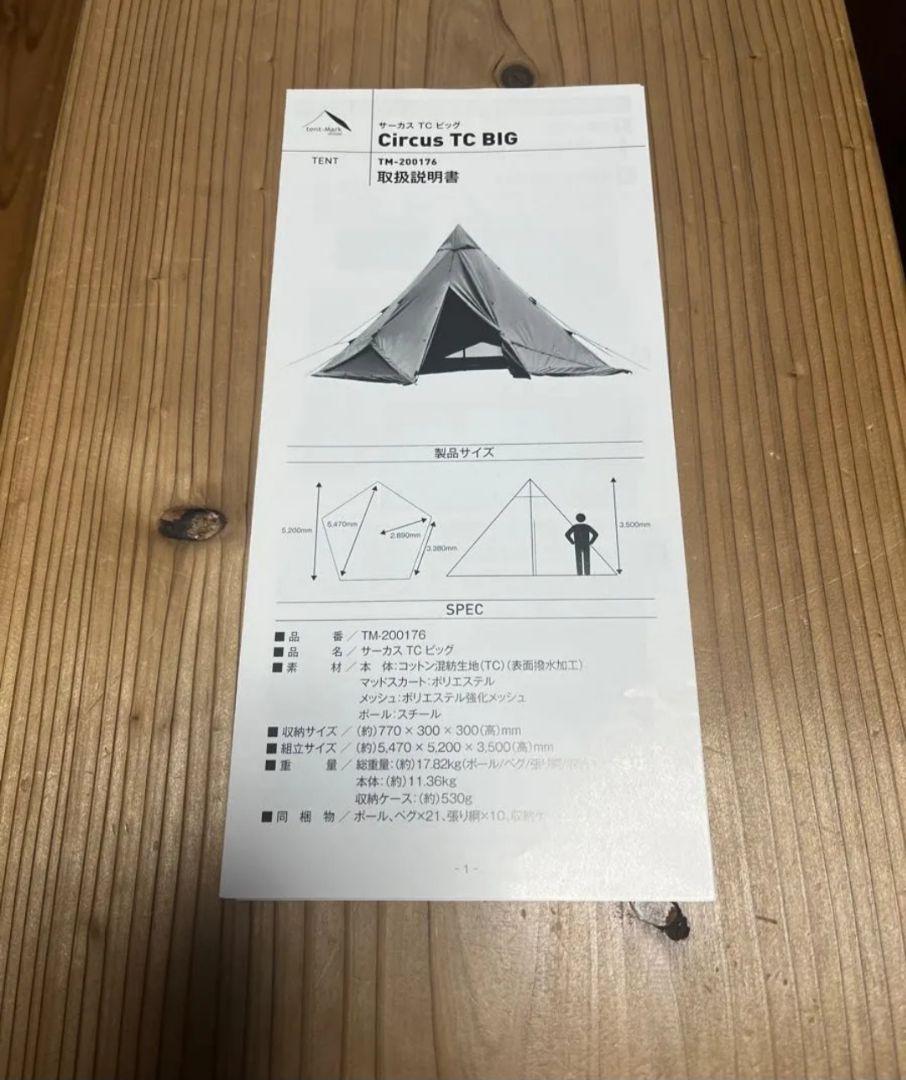 tent-Mark
サーカス TC ビッグ
Circus TC BIG
TENT
TM-200176
取扱説明書
製品サイズ
5,200mm
5,470mm
2.690mm
3.380mm
3.500mm
SPEC
■品 番／TM-200176
■品 名／サーカス TC ビッグ
■素 材／本 体：コットン混紡生地(TC)(表面撥水加工)
マッドスカート：ポリエステル
メッシュ：ポリエステル強化メッシュ
ポール：スチール
■収納サイズ／(約)770×300×300(高)mm
■組立サイズ／(約)5,470×5,200×3,500(高)mm
■重 量／総重量：(約)17.82kg(ポール/ペグ/張り綱/
本体：(約)11.36kg
収納ケース：(約)530g
■同 梱 物／ポール、ペグ×21、張り綱×10、収納ケ
- 1 -